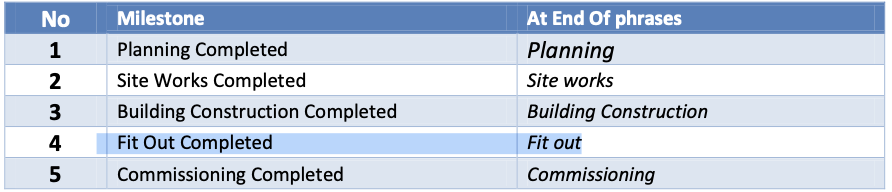 No Milestone At End Of phrases
1 Planning Completed Planning
2 Site Works Completed Site works
3 Building Construction Completed Building Construction
4 Fit Out Completed Fit out
5 Commissioning Completed Commissioning